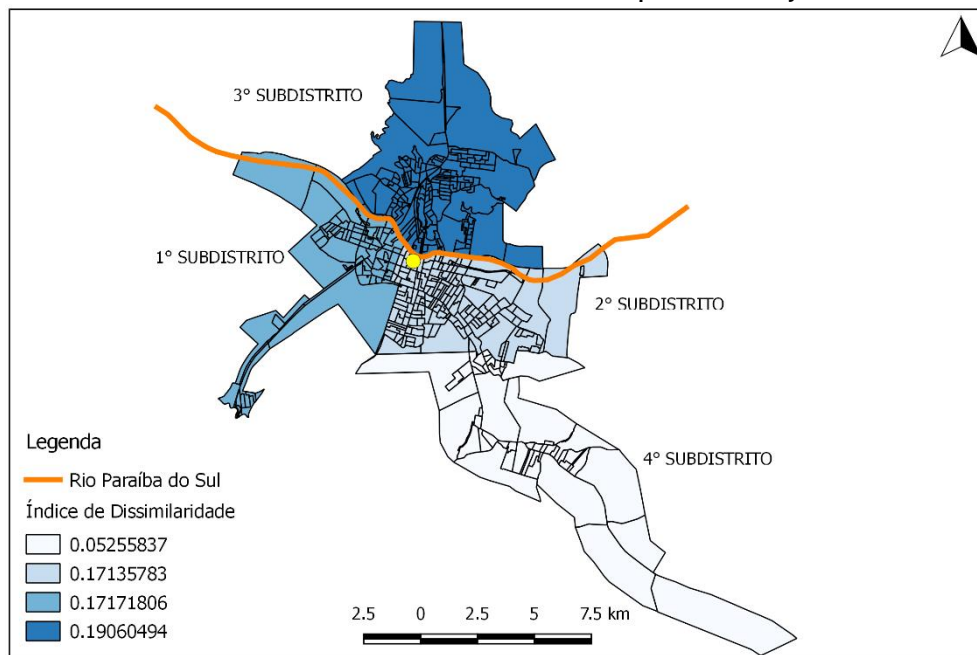 3° SUBDISTRITO
1° SUBDISTRITO
2° SUBDISTRITO
4° SUBDISTRITO
Legenda
Rio Paraíba do Sul
Índice de Dissimilaridade
0.05255837
0.17135783
0.17171806
0.19060494
2.5 0 2.5 5 7.5 km